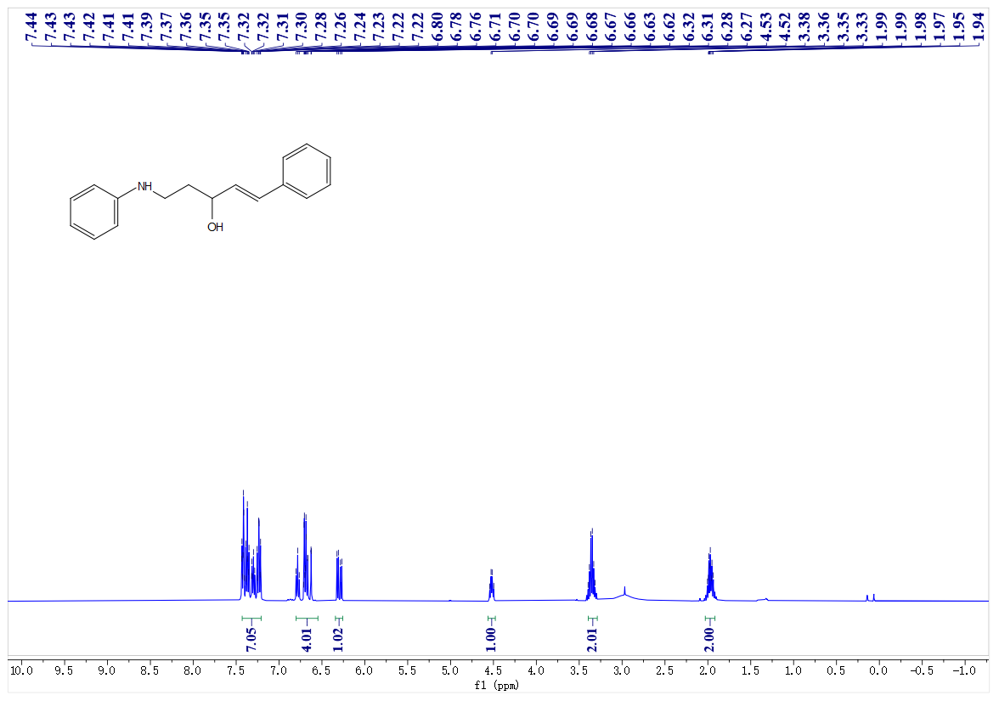 7.44 7.43 7.43 7.42 7.41 7.41 7.39 7.37 7.36 7.35 7.35 7.32 7.32 7.31 7.30 7.28 7.26 7.24 7.23 7.22 7.22 6.80 6.78 6.76 6.71 6.70 6.70 6.69 6.69 6.68 6.67 6.66 6.63 6.62 6.32 6.31 6.28 6.27 4.53 4.52 3.38 3.36 3.35 3.33 1.99 1.99 1.98 1.97 1.95 1.94
NH
OH
7.05 4.01 1.02 1.00 2.01 2.00
10.0 9.5 9.0 8.5 8.0 7.5 7.0 6.5 6.0 5.5 5.0 4.5 4.0 3.5 3.0 2.5 2.0 1.5 1.0 0.5 0.0 -0.5 -1.0
f1 (ppm)